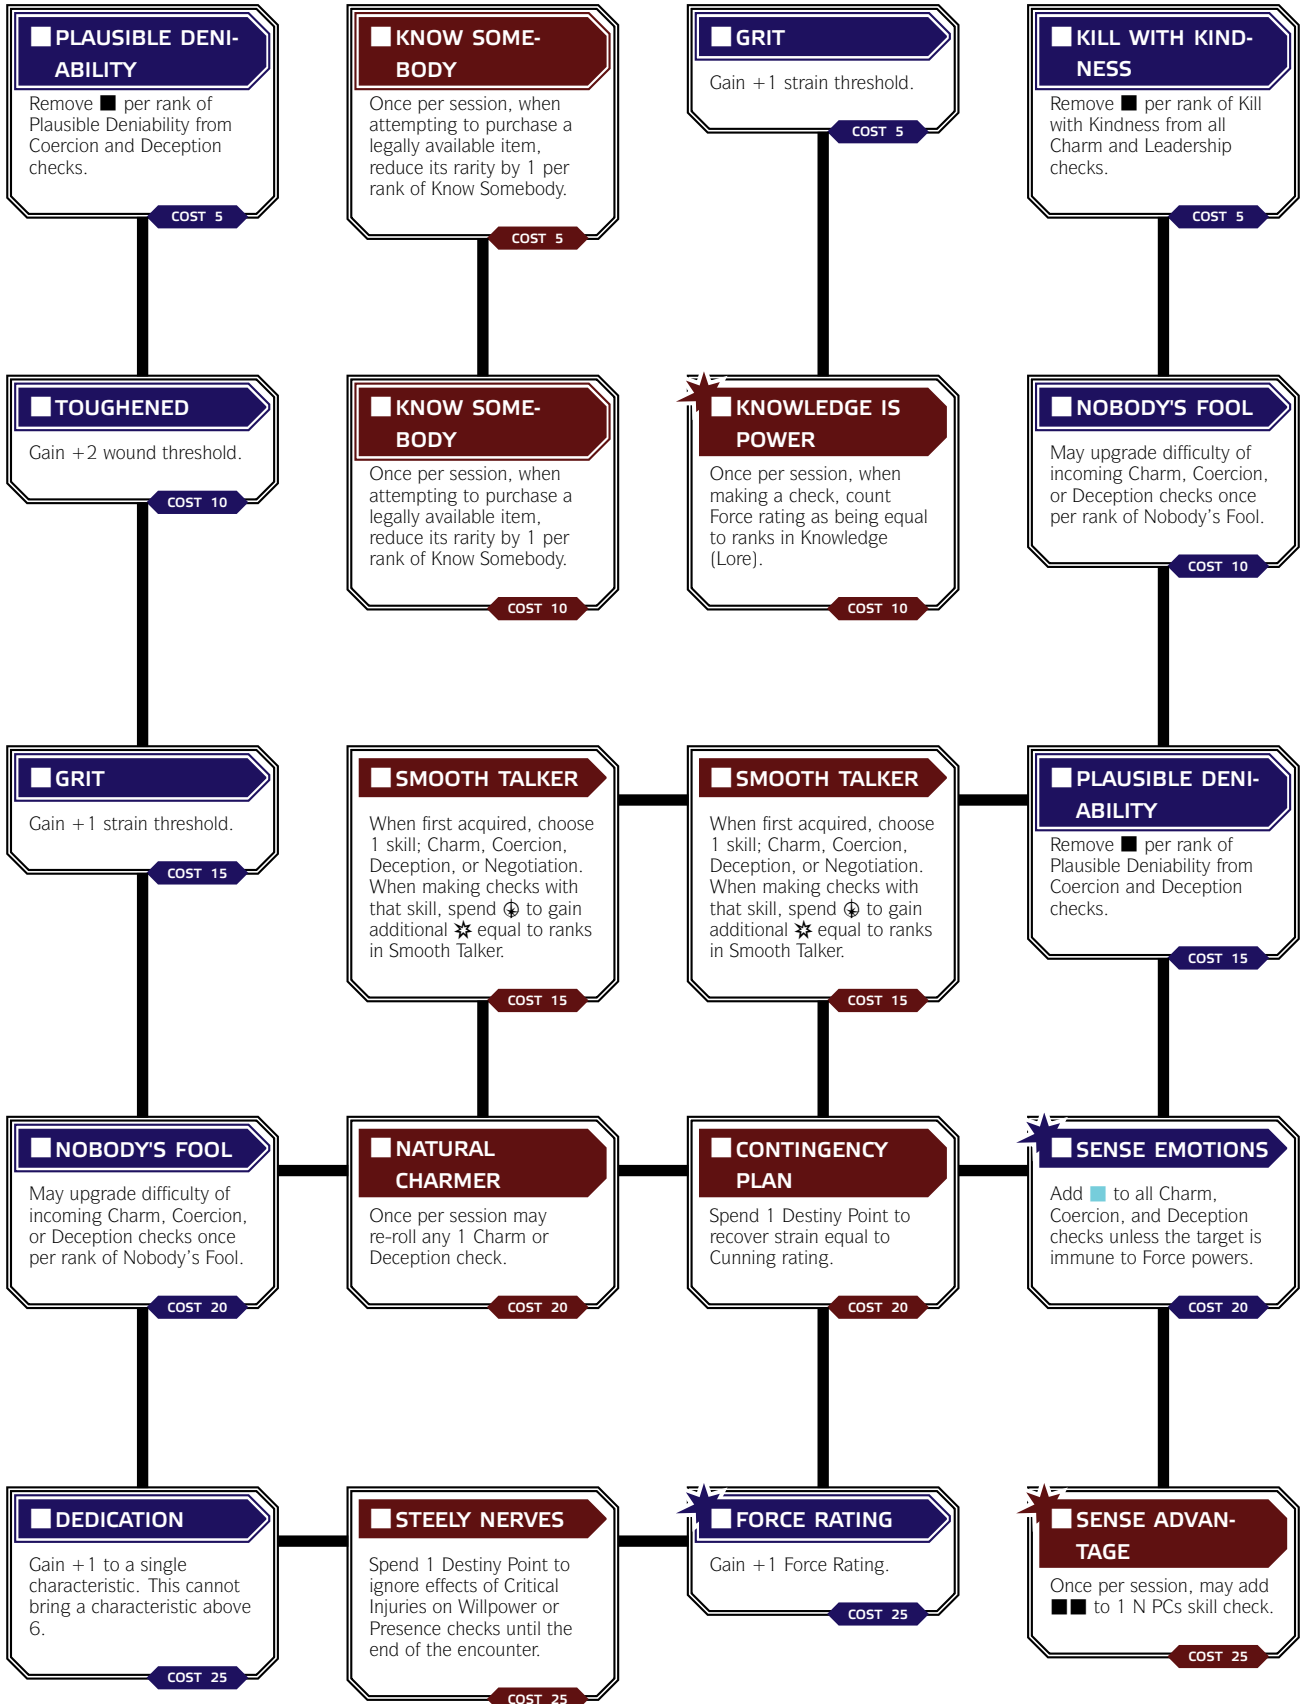 PLAUSIBLE DENI-
ABILITY
Remove ■ per rank of
Plausible Deniability from
Coercion and Deception
checks.
COST 5
KNOW SOME-
BODY
Once per session, when
attempting to purchase a
legally available item,
reduce its rarity by 1 per
rank of Know Somebody.
COST 5
GRIT
Gain +1 strain threshold.
COST 5
KILL WITH KIND-
NESS
Remove ■ per rank of Kill
with Kindness from all
Charm and Leadership
checks.
COST 5
TOUGHENED
Gain +2 wound threshold.
COST 10
KNOW SOME-
BODY
Once per session, when
attempting to purchase a
legally available item,
reduce its rarity by 1 per
rank of Know Somebody.
COST 10
KNOWLEDGE IS
POWER
Once per session, when
making a check, count
Force rating as being equal
to ranks in Knowledge
(Lore).
COST 10
NOBODY'S FOOL
May upgrade difficulty of
incoming Charm, Coercion,
or Deception checks once
per rank of Nobody's Fool.
COST 10
GRIT
Gain +1 strain threshold.
COST 15
SMOOTH TALKER
When first acquired, choose
1 skill; Charm, Coercion,
Deception, or Negotiation.
When making checks with
that skill, spend to gain
additional equal to ranks
in Smooth Talker.
COST 15
SMOOTH TALKER
When first acquired, choose
1 skill; Charm, Coercion,
Deception, or Negotiation.
When making checks with
that skill, spend to gain
additional equal to ranks
in Smooth Talker.
COST 15
PLAUSIBLE DENI-
ABILITY
Remove ■ per rank of
Plausible Deniability from
Coercion and Deception
checks.
COST 15
NOBODY'S FOOL
May upgrade difficulty of
incoming Charm, Coercion,
or Deception checks once
per rank of Nobody's Fool.
COST 20
NATURAL
CHARMER
Once per session may
re-roll any 1 Charm or
Deception check.
COST 20
CONTINGENCY
PLAN
Spend 1 Destiny Point to
recover strain equal to
Cunning rating.
COST 20
SENSE EMOTIONS
Add ■ to all Charm,
Coercion, and Deception
checks unless the target is
immune to Force powers.
COST 20
DEDICATION
Gain +1 to a single
characteristic. This cannot
bring a characteristic above
6.
COST 25
STEELY NERVES
Spend 1 Destiny Point to
ignore effects of Critical
Injuries on Willpower or
Presence checks until the
end of the encounter.
COST 25
FORCE RATING
Gain +1 Force Rating.
COST 25
SENSE ADVAN-
TAGE
Once per session, may add
■■ to 1 N PCs skill check.
COST 25